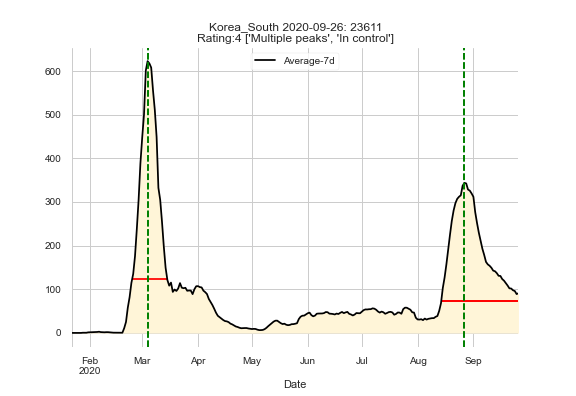 Korea_South 2020-09-26: 23611
Rating:4 ['Multiple peaks', 'In control']
Average-7d
600
500
400
300
200
100
0
Feb Mar Apr May Jun Jul Aug Sep
2020
Date